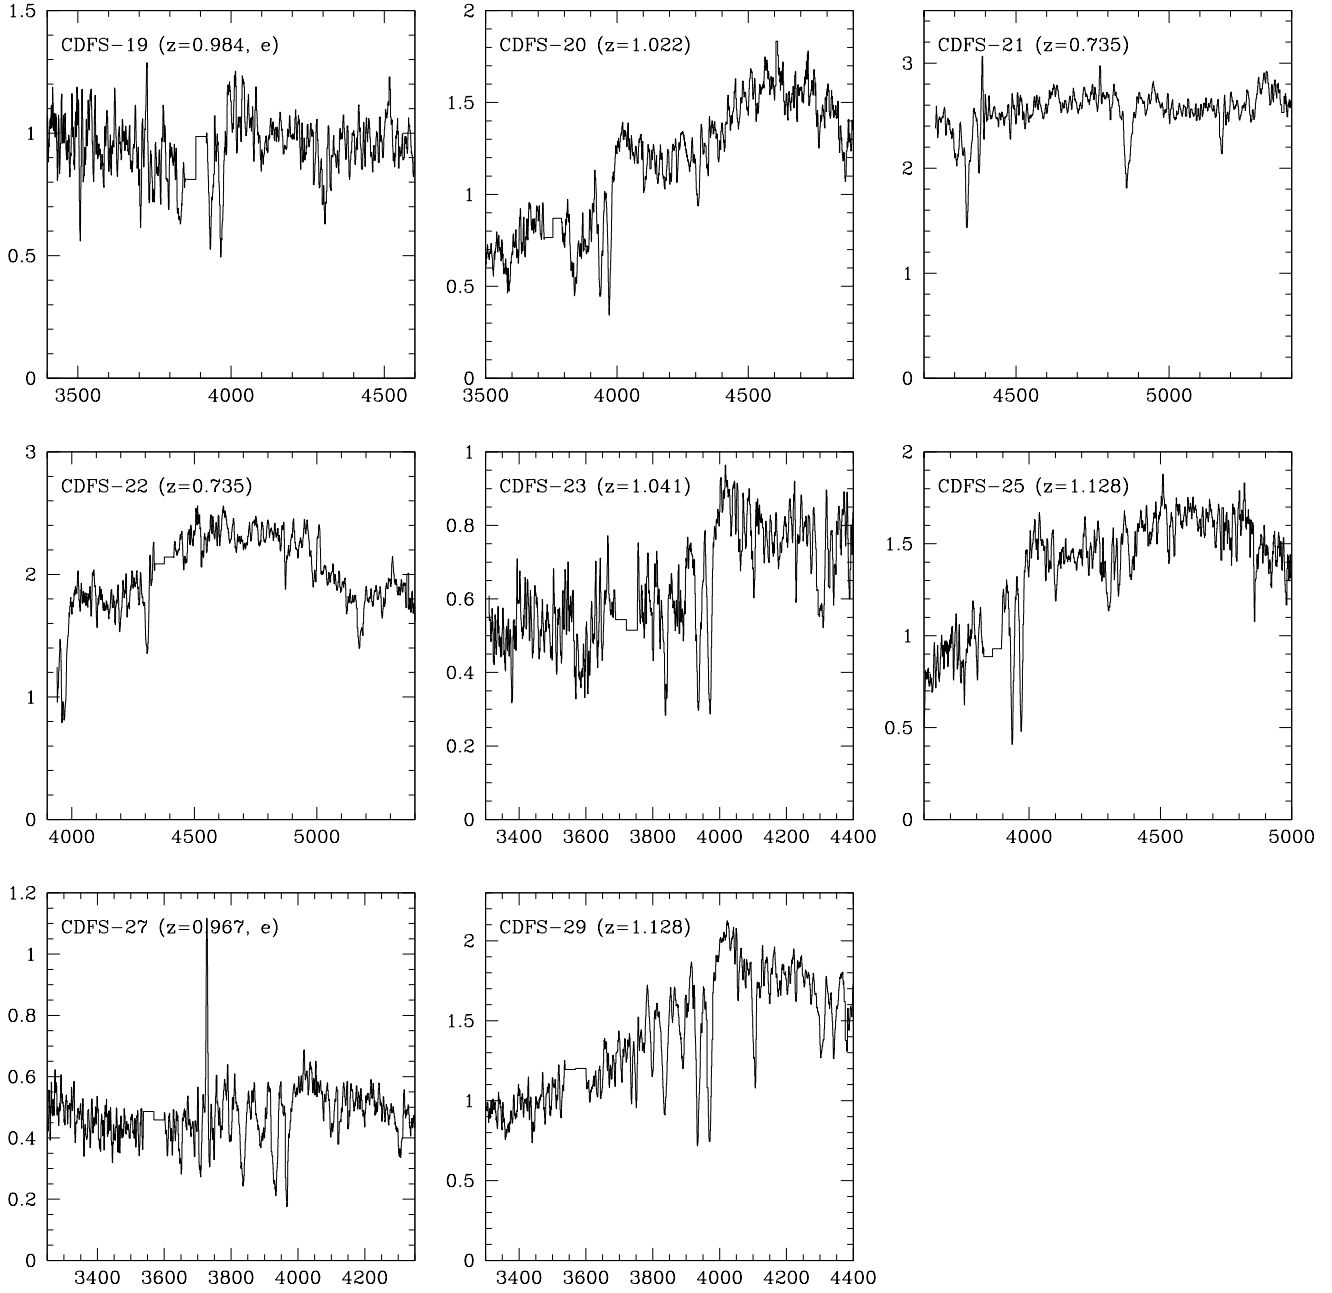 1.5
CDFS-19 (z=0.984, e)
1
0.5
0
3500 4000 4500
2
CDFS-20 (z=1.022)
1.5
1
0.5
0
3500 4000 4500
CDFS-21 (z=0.735)
3
2
1
0
4500 5000
3
CDFS-22 (z=0.735)
2
1
0
4000 4500 5000
1
CDFS-23 (z=1.041)
0.8
0.6
0.4
0.2
0
3400 3600 3800 4000 4200 4400
2
CDFS-25 (z=1.128)
1.5
1
0.5
0
4000 4500 5000
1.2
CDFS-27 (z=0.967, e)
1
0.8
0.6
0.4
0.2
0
3400 3600 3800 4000 4200
CDFS-29 (z=1.128)
2
1.5
1
0.5
0
3400 3600 3800 4000 4200 4400